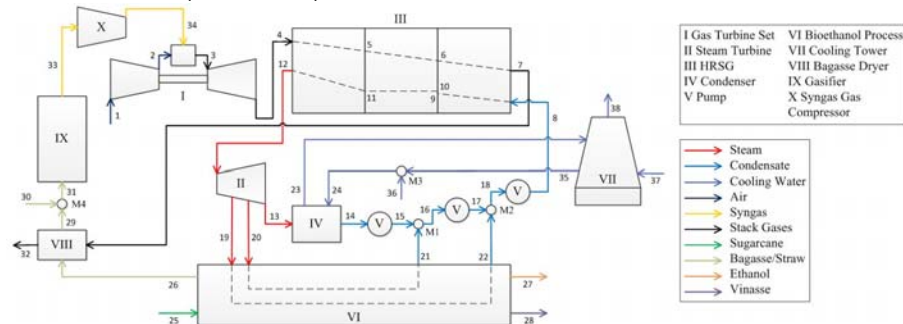 X
34
I Gas Turbine Set VI Bioethanol Process
II Steam Turbine VII Cooling Tower
III HRSG VIII Bagasse Dryer
IV Condenser IX Gasifier
V Pump X Syngas Gas
Compressor
III
33
2
3
4
5
6
7
12
11
9
10
8
I
1
IX
38
VII
35
37
Steam
Condensate
Cooling Water
Air
Syngas
Stack Gases
Sugarcane
Bagasse/Straw
Ethanol
Vinasse
31
30
M4
29
II
23
24
M3
36
18
V
13
IV
14
V
15
16
M1
V
17
M2
VIII
32
19
20
21
22
26
27
25
VI
28